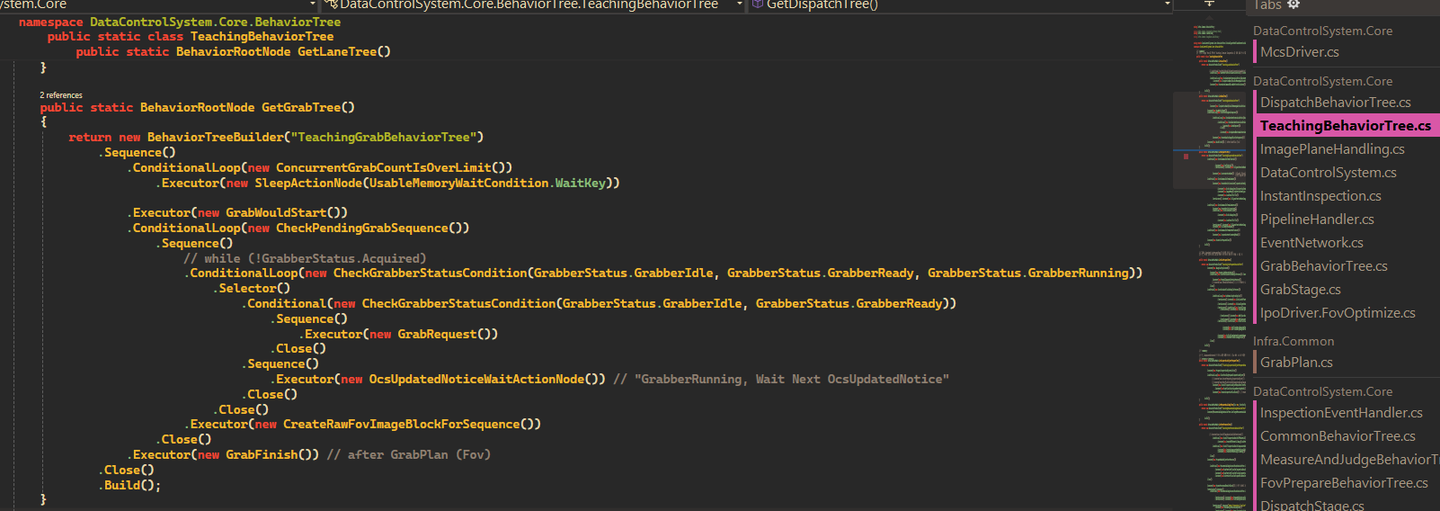 ystem.Core
DataControlSystem.Core.BehaviorTree.TeachingBehaviorTree
GetDispatchTree()
namespace DataControlSystem.Core.BehaviorTree
public static class TeachingBehaviorTree
public static BehaviorRootNode GetLaneTree()
}
2 references
public static BehaviorRootNode GetGrabTree()
{
return new BehaviorTreeBuilder("TeachingGrabBehaviorTree")
.Sequence()
.ConditionalLoop(new ConcurrentGrabCountIsOverLimit())
.Executor(new SleepActionNode(UsableMemoryWaitCondition.WaitKey))
.Executor(new GrabWouldStart())
.ConditionalLoop(new CheckPendingGrabSequence())
.Sequence()
// while (!GrabberStatus.Acquired)
.ConditionalLoop(new CheckGrabberStatusCondition(GrabberStatus.GrabberIdle, GrabberStatus.GrabberReady, GrabberStatus.GrabberRunning))
.Selector()
.Conditional(new CheckGrabberStatusCondition(GrabberStatus.GrabberIdle, GrabberStatus.GrabberReady))
.Sequence()
.Executor(new GrabRequest())
.Close()
.Sequence()
.Executor(new OcsUpdatedNoticeWaitActionNode()) // "GrabberRunning, Wait Next OcsUpdatedNotice"
.Close()
.Close()
.Executor(new CreateRawFovImageBlockForSequence())
.Close()
.Executor(new GrabFinish()) // after GrabPlan (Fov)
.Close()
.Build();
}
Tabs
DataControlSystem.Core
McsDriver.cs
DataControlSystem.Core
DispatchBehaviorTree.cs
TeachingBehaviorTree.cs
ImagePlaneHandling.cs
DataControlSystem.cs
InstantInspection.cs
PipelineHandler.cs
EventNetwork.cs
GrabBehaviorTree.cs
GrabStage.cs
IpoDriver.FovOptimize.cs
Infra.Common
GrabPlan.cs
DataControlSystem.Core
InspectionEventHandler.cs
CommonBehaviorTree.cs
MeasureAndJudgeBehaviorT
FovPrepareBehaviorTree.cs
DispatchStage.cs